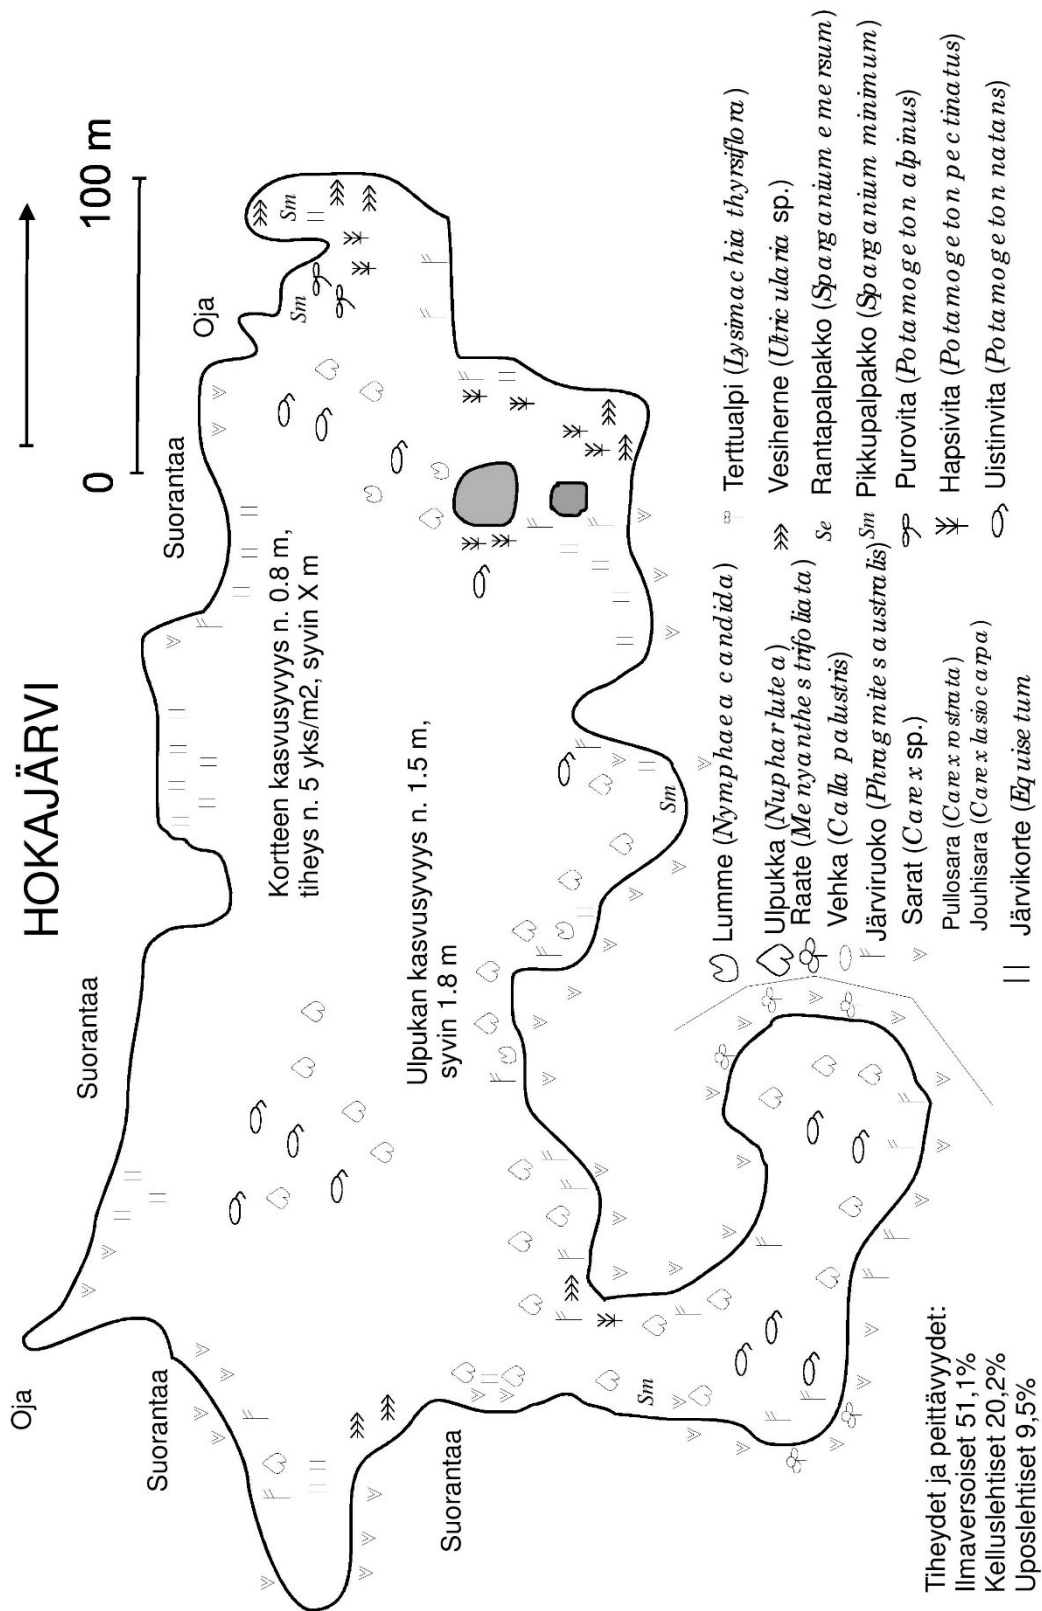 HOKAJÄRVI
0 100 m
Oja
Suorantaa
Suorantaa
Suorantaa
Suorantaa
Oja
Kortteen kasvusyvyys n. 0.8 m,
tiheys n. 5 yks/m2, syvin X m
Ulpukan kasvusyvyys n. 1.5 m,
syvin 1.8 m
Sm
Sm
Sm
Sm
Tiheydet ja peittävyydet:
Ilmaversoiset 51,1%
Kelluslehtiset 20,2%
Uposlehtiset 9,5%
Lumme (Nymphaea candida)
Ulpukka (Nuphar lutea)
Raate (Menyanthes trifoliata)
Vehka (Calla palustris)
Järviruoko (Phragmites australis)
Sarat (Carex sp.)
Pullosara (Carex rostrata)
Jouhisara (Carex lasiocarpa)
Järvikorte (Equisetum
Terttualpi (Lysimachia thyrsiflora)
Vesiherne (Utricularia sp.)
Se Rantapalpakko (Sparganium emersum)
Sm Pikkupalpakko (Sparganium minimum)
Purovita (Potamogeton alpinus)
Hapsivita (Potamogeton pectinatus)
Uistinvita (Potamogeton natans)